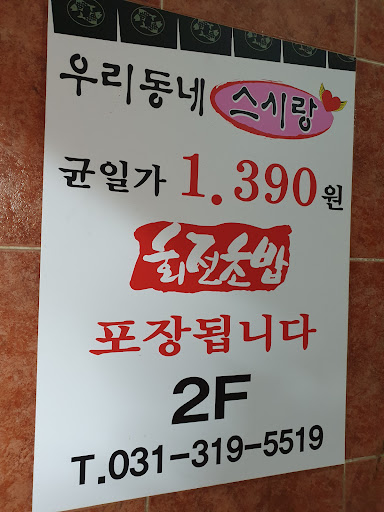 우리동네 스시랑
균일가 1.390원
회전초밥
포장됩니다
2F
T.031-319-5519